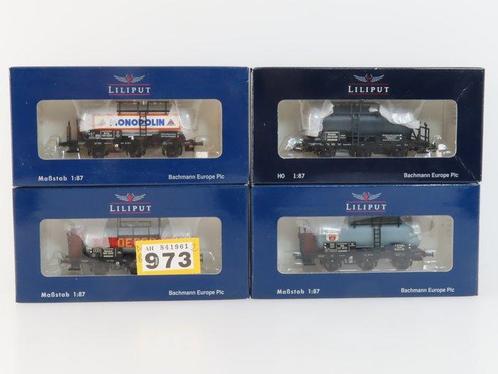 LILIPUT
MONOPOLIN
Maßstab 1:87
Bachmann Europe Plc
LILIPUT
H0 1:87
Bachmann Europe Plc
LILIPUT
AH 841961
973
Maßstab 1:87
Bachmann Europe Plc
LILIPUT
Maßstab 1:87
Bachmann Europe Plc